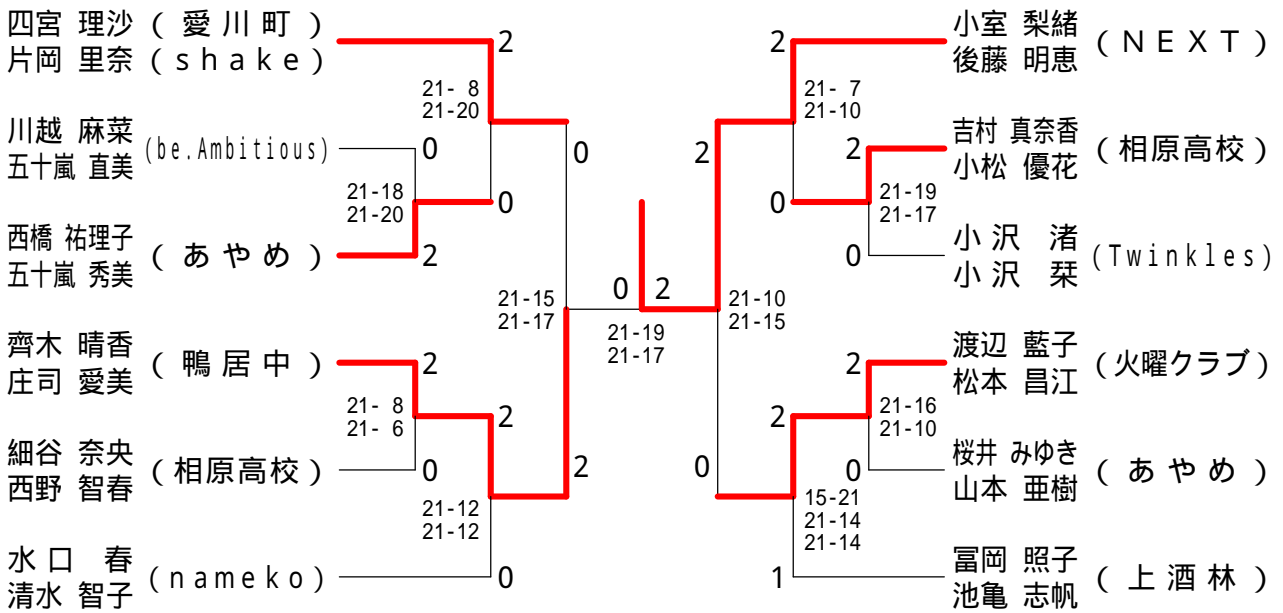 四宮 理沙 ( 愛 川 町 )
片岡 里奈 ( s h a k e )
2
21- 8
21-20
川越 麻菜
五十嵐 直美
(be.Ambitious)
0
0
21-18
21-20
0
西橋 祐理子
五十嵐 秀美
( あ や め )
2
21-15
21-17
齊木 晴香
庄司 愛美
( 鴨 居 中 )
2
21- 8
21- 6
2
細谷 奈央
西野 智春
(相原高校)
0
2
21-12
21-12
水 口 春
清水 智子
( n a m e k o )
0
0 2
21-19
21-17
小室 梨緒
後藤 明恵
( N E X T )
2
21- 7
21-10
吉村 真奈香
小松 優花
(相原高校)
2
2
21-19
21-17
0
小 沢 渚
小 沢 栞
(Twinkles)
0
21-10
21-15
渡辺 藍子
松本 昌江
(火曜クラブ)
2
21-16
21-10
2
桜井 みゆき
山本 亜樹
( あ や め )
0
0
15-21
21-14
21-14
冨岡 照子
池亀 志帆
( 上 酒 林 )
1